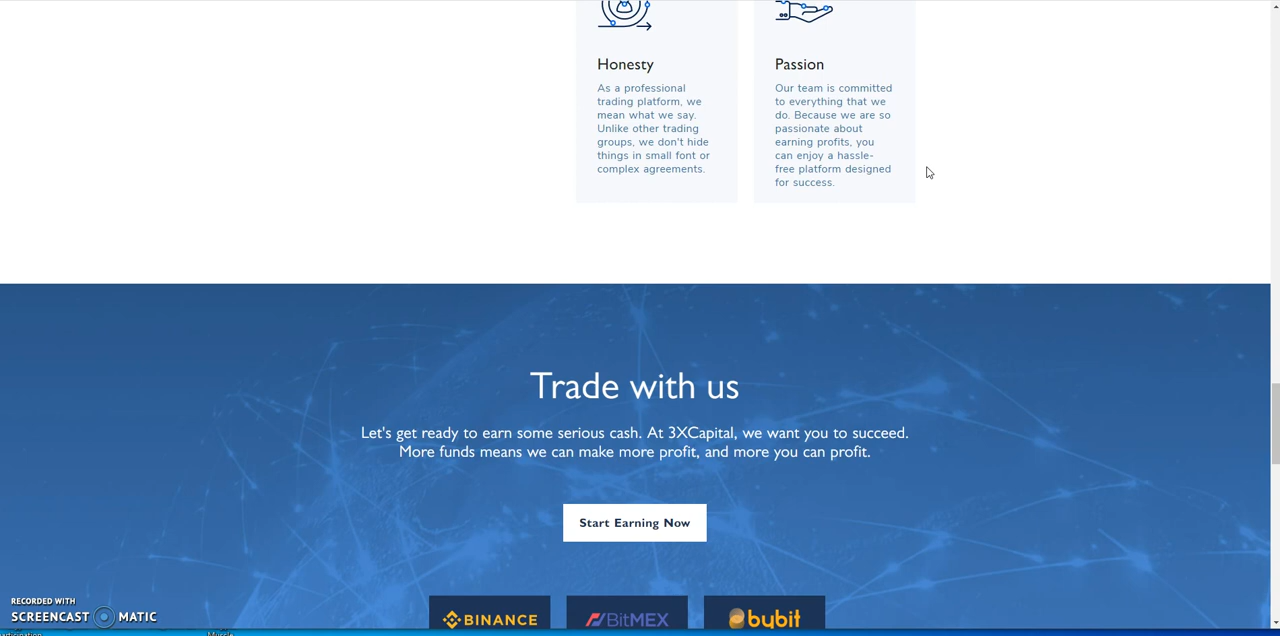 Honesty
As a professional
trading platform, we
mean what we say.
Unlike other trading
groups, we don't hide
things in small font or
complex agreements.
Passion
Our team is committed
to everything that we
do. Because we are so
passionate about
earning profits, you
can enjoy a hassle-
free platform designed
for success.
Trade with us
Let's get ready to earn some serious cash. At 3XCapital, we want you to succeed.
More funds means we can make more profit, and more you can profit.
Start Earning Now
BINANCE
BitMEX
bybit
RECORDED WITH
SCREENCAST MATIC